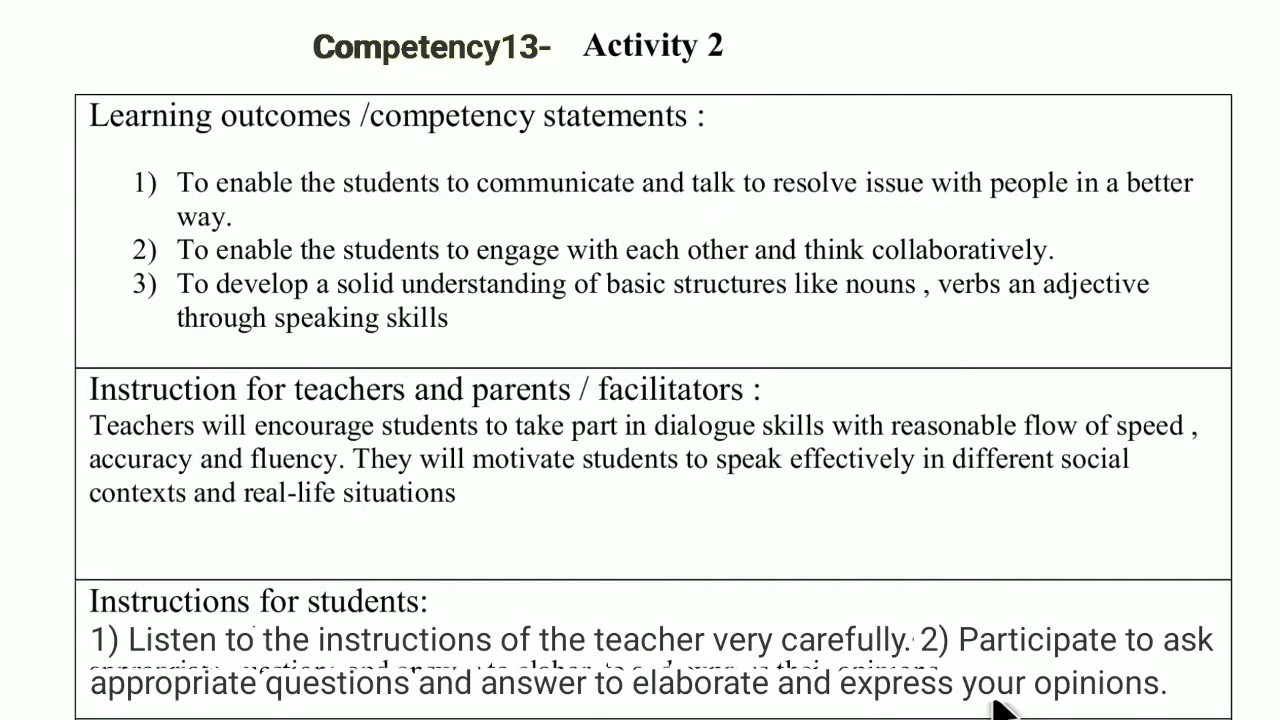 Competency13- Activity 2
Learning outcomes /competency statements :
1) To enable the students to communicate and talk to resolve issue with people in a better
way.
2) To enable the students to engage with each other and think collaboratively.
3) To develop a solid understanding of basic structures like nouns , verbs an adjective
through speaking skills
Instruction for teachers and parents / facilitators :
Teachers will encourage students to take part in dialogue skills with reasonable flow of speed ,
accuracy and fluency. They will motivate students to speak effectively in different social
contexts and real-life situations
Instructions for students:
1) Listen to the instructions of the teacher very carefully. 2) Participate to ask
appropriate questions and answer to elaborate and express your opinions.